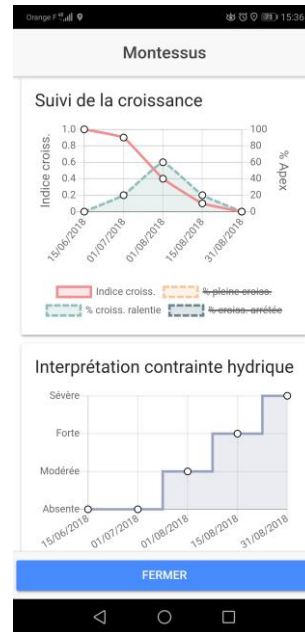 Orange F 4G 23 15:36
Montessus
Suivi de la croissance
Indice croiss.
1.0
0.8
0.6
0.4
0.2
0
100
80
60
40
20
0
% Apex
15/06/2018
01/07/2018
01/08/2018
15/08/2018
31/08/2018
Indice croiss. % pleine croiss.
% croiss. ralentie % croiss. arrêtée
Interprétation contrainte hydrique
Sévère
Forte
Modérée
Absente
15/06/2018
01/07/2018
01/08/2018
15/08/2018
31/08/2018
FERMER